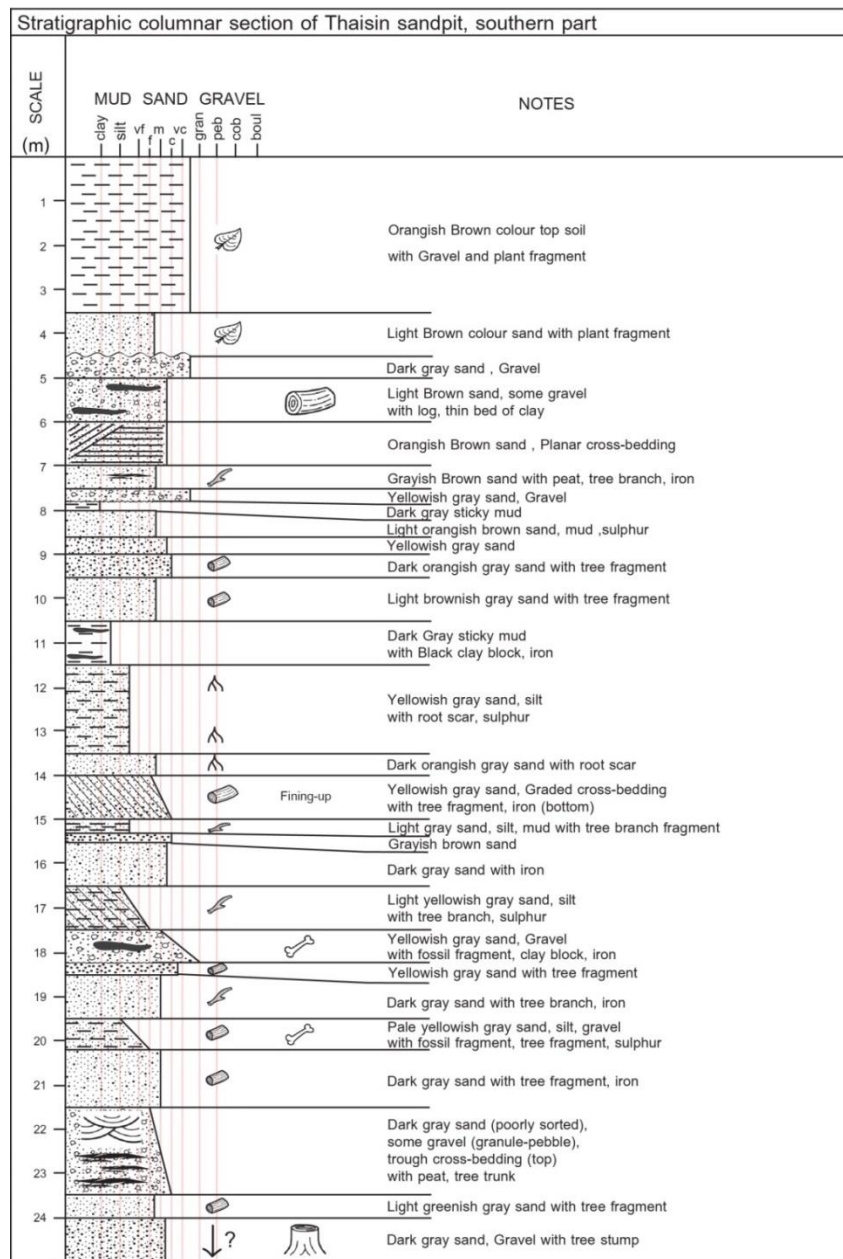 Stratigraphic columnar section of Thaisin sandpit, southern part
SCALE
(m)
MUD SAND GRAVEL
NOTES
clay
silt
vf
f
m
c
vc
gran
peb
cob
boul
1
2
3
4
5
6
7
8
9
10
11
12
13
14
15
16
17
18
19
20
21
22
23
24
Orangish Brown colour top soil
with Gravel and plant fragment
Light Brown colour sand with plant fragment
Dark gray sand , Gravel
Light Brown sand, some gravel
with log, thin bed of clay
Orangish Brown sand , Planar cross-bedding
Grayish Brown sand with peat, tree branch, iron
Yellowish gray sand, Gravel
Dark gray sticky mud
Light orangish brown sand, mud ,sulphur
Yellowish gray sand
Dark orangish gray sand with tree fragment
Light brownish gray sand with tree fragment
Dark Gray sticky mud
with Black clay block, iron
Yellowish gray sand, silt
with root scar, sulphur
Dark orangish gray sand with root scar
Fining-up
Yellowish gray sand, Graded cross-bedding
with tree fragment, iron (bottom)
Light gray sand, silt, mud with tree branch fragment
Grayish brown sand
Dark gray sand with iron
Light yellowish gray sand, silt
with tree branch, sulphur
Yellowish gray sand, Gravel
with fossil fragment, clay block, iron
Yellowish gray sand with tree fragment
Dark gray sand with tree branch, iron
Pale yellowish gray sand, silt, gravel
with fossil fragment, tree fragment, sulphur
Dark gray sand with tree fragment, iron
Dark gray sand (poorly sorted),
some gravel (granule-pebble),
trough cross-bedding (top)
with peat, tree trunk
Light greenish gray sand with tree fragment
?
Dark gray sand, Gravel with tree stump